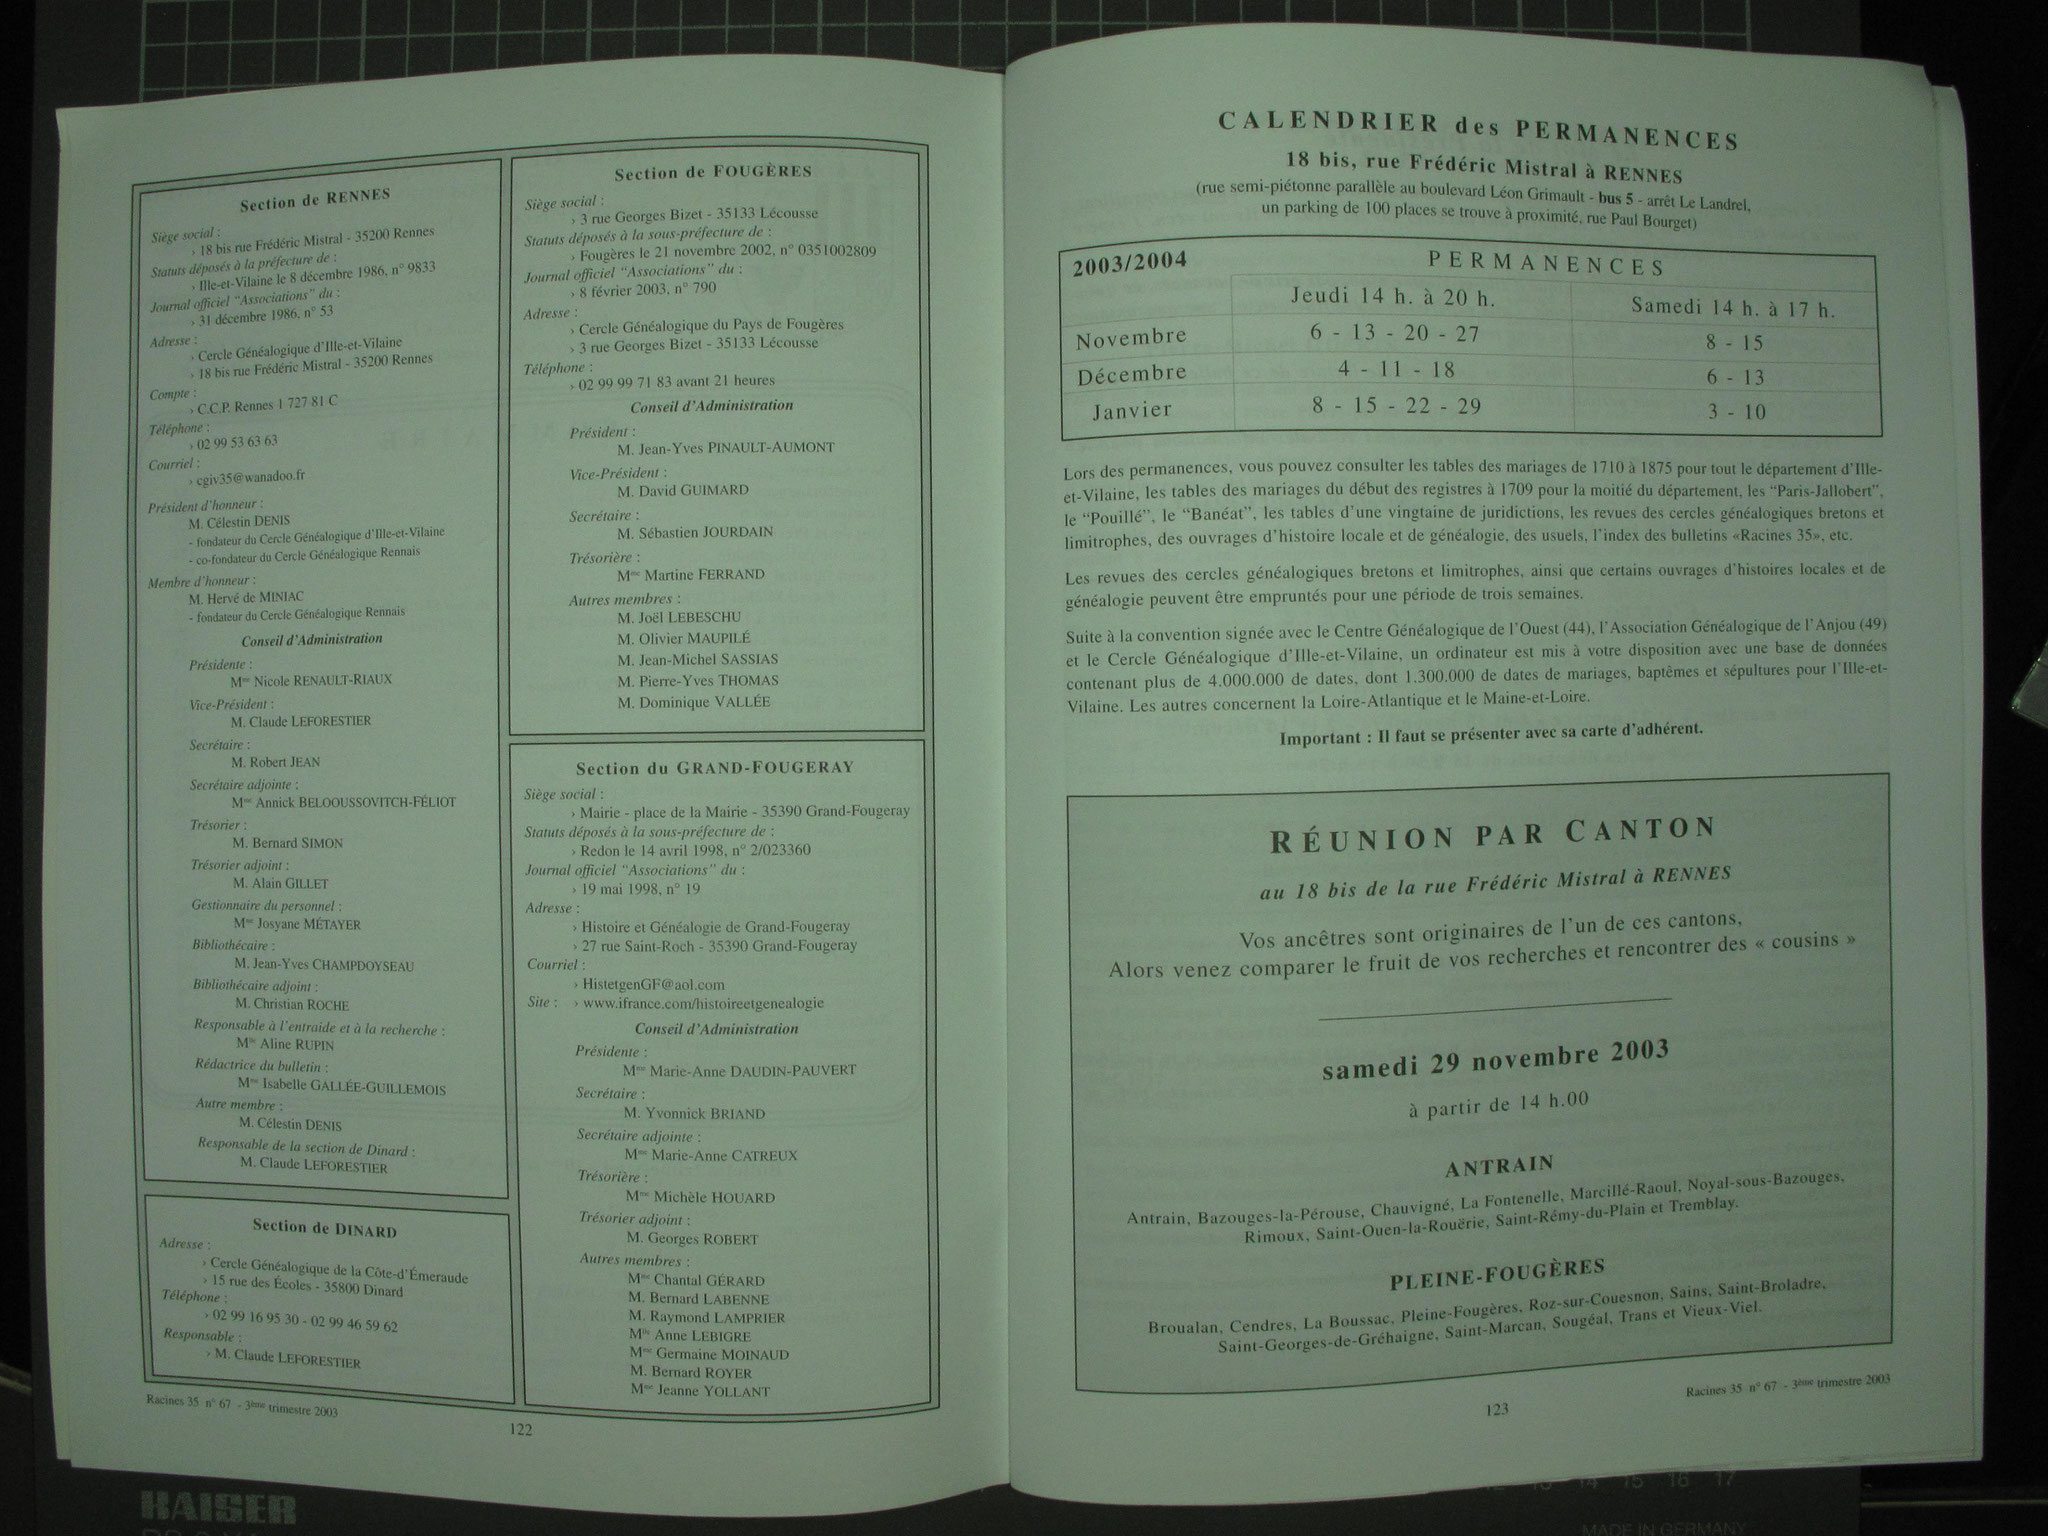 Section de RENNES
Siège social :
› 18 bis rue Frédéric Mistral - 35200 Rennes
Statuts déposés à la préfecture de :
› Ille-et-Vilaine le 8 décembre 1986, n° 9833
Journal officiel “Associations” du :
› 31 décembre 1986, n° 53
Adresse :
› Cercle Généalogique d’Ille-et-Vilaine
› 18 bis rue Frédéric Mistral - 35200 Rennes
Compte :
› C.C.P. Rennes 1 727 81 C
Téléphone :
› 02 99 53 63 63
Courriel :
› cgiv35@wanadoo.fr
Président d’honneur :
M. Célestin DENIS
- fondateur du Cercle Généalogique d’Ille-et-Vilaine
- co-fondateur du Cercle Généalogique Rennais
Membre d’honneur :
M. Hervé de MINIAC
- fondateur du Cercle Généalogique Rennais
Conseil d’Administration
Présidente :
Mme Nicole RENAULT-RIAUX
Vice-Président :
M. Claude LEFORESTIER
Secrétaire :
M. Robert JEAN
Secrétaire adjointe :
Mme Annick BELOOUSSOVITCH-FÉLIOT
Trésorier :
M. Bernard SIMON
Trésorier adjoint :
M. Alain GILLET
Gestionnaire du personnel :
Mme Josyane MÉTAYER
Bibliothécaire :
M. Jean-Yves CHAMPDOYSEAU
Bibliothécaire adjoint :
M. Christian ROCHE
Responsable à l’entraide et à la recherche :
Mlle Aline RUPIN
Rédactrice du bulletin :
Mme Isabelle GALLÉE-GUILLEMOIS
Autre membre :
M. Célestin DENIS
Responsable de la section de Dinard :
M. Claude LEFORESTIER
Section de DINARD
Adresse :
› Cercle Généalogique de la Côte-d’Émeraude
› 15 rue des Écoles - 35800 Dinard
Téléphone :
› 02 99 16 95 30 - 02 99 46 59 62
Responsable :
› M. Claude LEFORESTIER
Section de FOUGÈRES
Siège social :
› 3 rue Georges Bizet - 35133 Lécousse
Statuts déposés à la sous-préfecture de :
› Fougères le 21 novembre 2002, n° 0351002809
Journal officiel “Associations” du :
› 8 février 2003, n° 790
Adresse :
› Cercle Généalogique du Pays de Fougères
› 3 rue Georges Bizet - 35133 Lécousse
Téléphone :
› 02 99 99 71 83 avant 21 heures
Conseil d’Administration
Président :
M. Jean-Yves PINAULT-AUMONT
Vice-Président :
M. David GUIMARD
Secrétaire :
M. Sébastien JOURDAIN
Trésorière :
Mme Martine FERRAND
Autres membres :
M. Joël LEBESCHU
M. Olivier MAUPILÉ
M. Jean-Michel SASSIAS
M. Pierre-Yves THOMAS
M. Dominique VALLÉE
Section du GRAND-FOUGERAY
Siège social :
› Mairie - place de la Mairie - 35390 Grand-Fougeray
Statuts déposés à la sous-préfecture de :
› Redon le 14 avril 1998, n° 2/023360
Journal officiel “Associations” du :
› 19 mai 1998, n° 19
Adresse :
› Histoire et Généalogie de Grand-Fougeray
› 27 rue Saint-Roch - 35390 Grand-Fougeray
Courriel :
› HistetgenGF@aol.com
Site : › www.ifrance.com/histoireetgenealogie
Conseil d’Administration
Présidente :
Mme Marie-Anne DAUDIN-PAUVERT
Secrétaire :
M. Yvonnick BRIAND
Secrétaire adjointe :
Mme Marie-Anne CATREUX
Trésorière :
Mme Michèle HOUARD
Trésorier adjoint :
M. Georges ROBERT
Autres membres :
Mme Chantal GÉRARD
M. Bernard LABENNE
M. Raymond LAMPRIER
Mlle Anne LEBIGRE
Mme Germaine MOINAUD
M. Bernard ROYER
Mme Jeanne YOLLANT
Racines 35 n° 67 - 3ème trimestre 2003
122
CALENDRIER des PERMANENCES
18 bis, rue Frédéric Mistral à RENNES
(rue semi-piétonne parallèle au boulevard Léon Grimault - bus 5 - arrêt Le Landrel,
un parking de 100 places se trouve à proximité, rue Paul Bourget)
2003/2004 PERMANENCES
Jeudi 14 h. à 20 h. Samedi 14 h. à 17 h.
Novembre 6 - 13 - 20 - 27 8 - 15
Décembre 4 - 11 - 18 6 - 13
Janvier 8 - 15 - 22 - 29 3 - 10
Lors des permanences, vous pouvez consulter les tables des mariages de 1710 à 1875 pour tout le département d’Ille-
et-Vilaine, les tables des mariages du début des registres à 1709 pour la moitié du département, les “Paris-Jallobert”,
le “Pouillé”, le “Banéat”, les tables d’une vingtaine de juridictions, les revues des cercles généalogiques bretons et
limitrophes, des ouvrages d’histoire locale et de généalogie, des usuels, l’index des bulletins «Racines 35», etc.
Les revues des cercles généalogiques bretons et limitrophes, ainsi que certains ouvrages d’histoires locales et de
généalogie peuvent être empruntés pour une période de trois semaines.
Suite à la convention signée avec le Centre Généalogique de l’Ouest (44), l’Association Généalogique de l’Anjou (49)
et le Cercle Généalogique d’Ille-et-Vilaine, un ordinateur est mis à votre disposition avec une base de données
contenant plus de 4.000.000 de dates, dont 1.300.000 de dates de mariages, baptêmes et sépultures pour l’Ille-et-
Vilaine. Les autres concernent la Loire-Atlantique et le Maine-et-Loire.
Important : Il faut se présenter avec sa carte d’adhérent.
RÉUNION PAR CANTON
au 18 bis de la rue Frédéric Mistral à RENNES
Vos ancêtres sont originaires de l’un de ces cantons,
Alors venez comparer le fruit de vos recherches et rencontrer des « cousins »
samedi 29 novembre 2003
à partir de 14 h.00
ANTRAIN
Antrain, Bazouges-la-Pérouse, Chauvigné, La Fontenelle, Marcillé-Raoul, Noyal-sous-Bazouges,
Rimoux, Saint-Ouen-la-Rouërie, Saint-Rémy-du-Plain et Tremblay.
PLEINE-FOUGÈRES
Broualan, Cendres, La Boussac, Pleine-Fougères, Roz-sur-Couesnon, Sains, Saint-Broladre,
Saint-Georges-de-Gréhaigne, Saint-Marcan, Sougéal, Trans et Vieux-Viel.
Racines 35 n° 67 - 3ème trimestre 2003
123
KAISER
13 14 15 16 17
MADE IN GERMANY